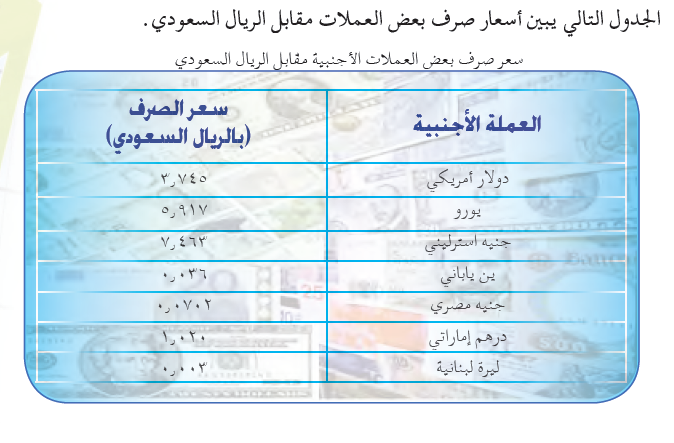 الجدول التالي يبين أسعار صرف بعض العملات مقابل الريال السعودي .
سعر صرف بعض العملات الأجنبية مقابل الريال السعودي
العملة الأجنبية
سعر الصرف
(بالريال السعودي)
دولار أمريكي ٣,٧٤٥
يورو ٥,٩١٧
جنيه استرليني ٧,٤٦٣
ين ياباني ٠,٠٣٦
جنيه مصري ٠,٠٧٠٢
درهم إماراتي ١,٠٢٠
ليرة لبنانية ٠,٠٠٣